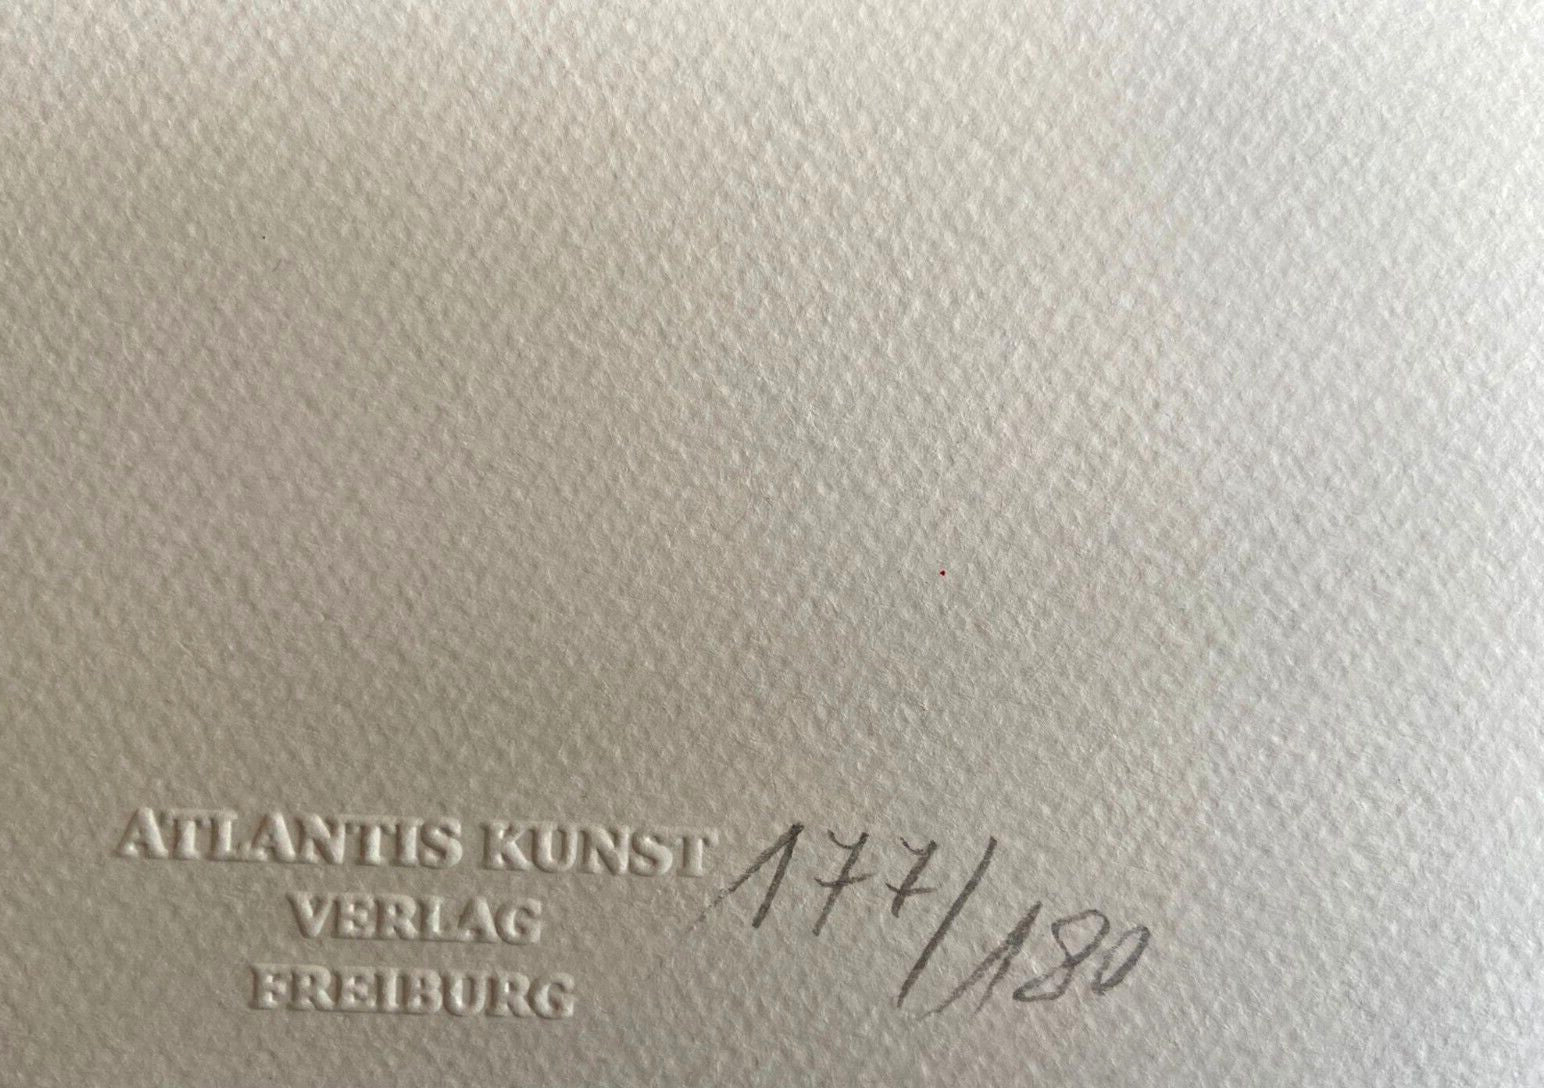 ATLANTIS KUNST
VERLAG
FREIBURG
177/180